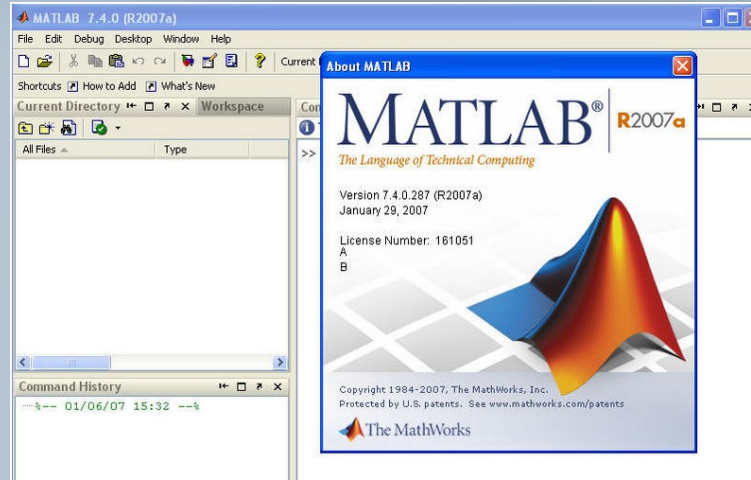 MATLAB 7.4.0 (R2007a)
File Edit Debug Desktop Window Help
Current
Shortcuts How to Add What's New
Current Directory Workspace
All Files Type
>>
Command History
%-- 01/06/07 15:32 --%
About MATLAB
MATLAB® R2007a
The Language of Technical Computing
Version 7.4.0.287 (R2007a)
January 29, 2007
License Number: 161051
A
B
Copyright 1984-2007, The MathWorks, Inc.
Protected by U.S. patents. See www.mathworks.com/patents
The MathWorks